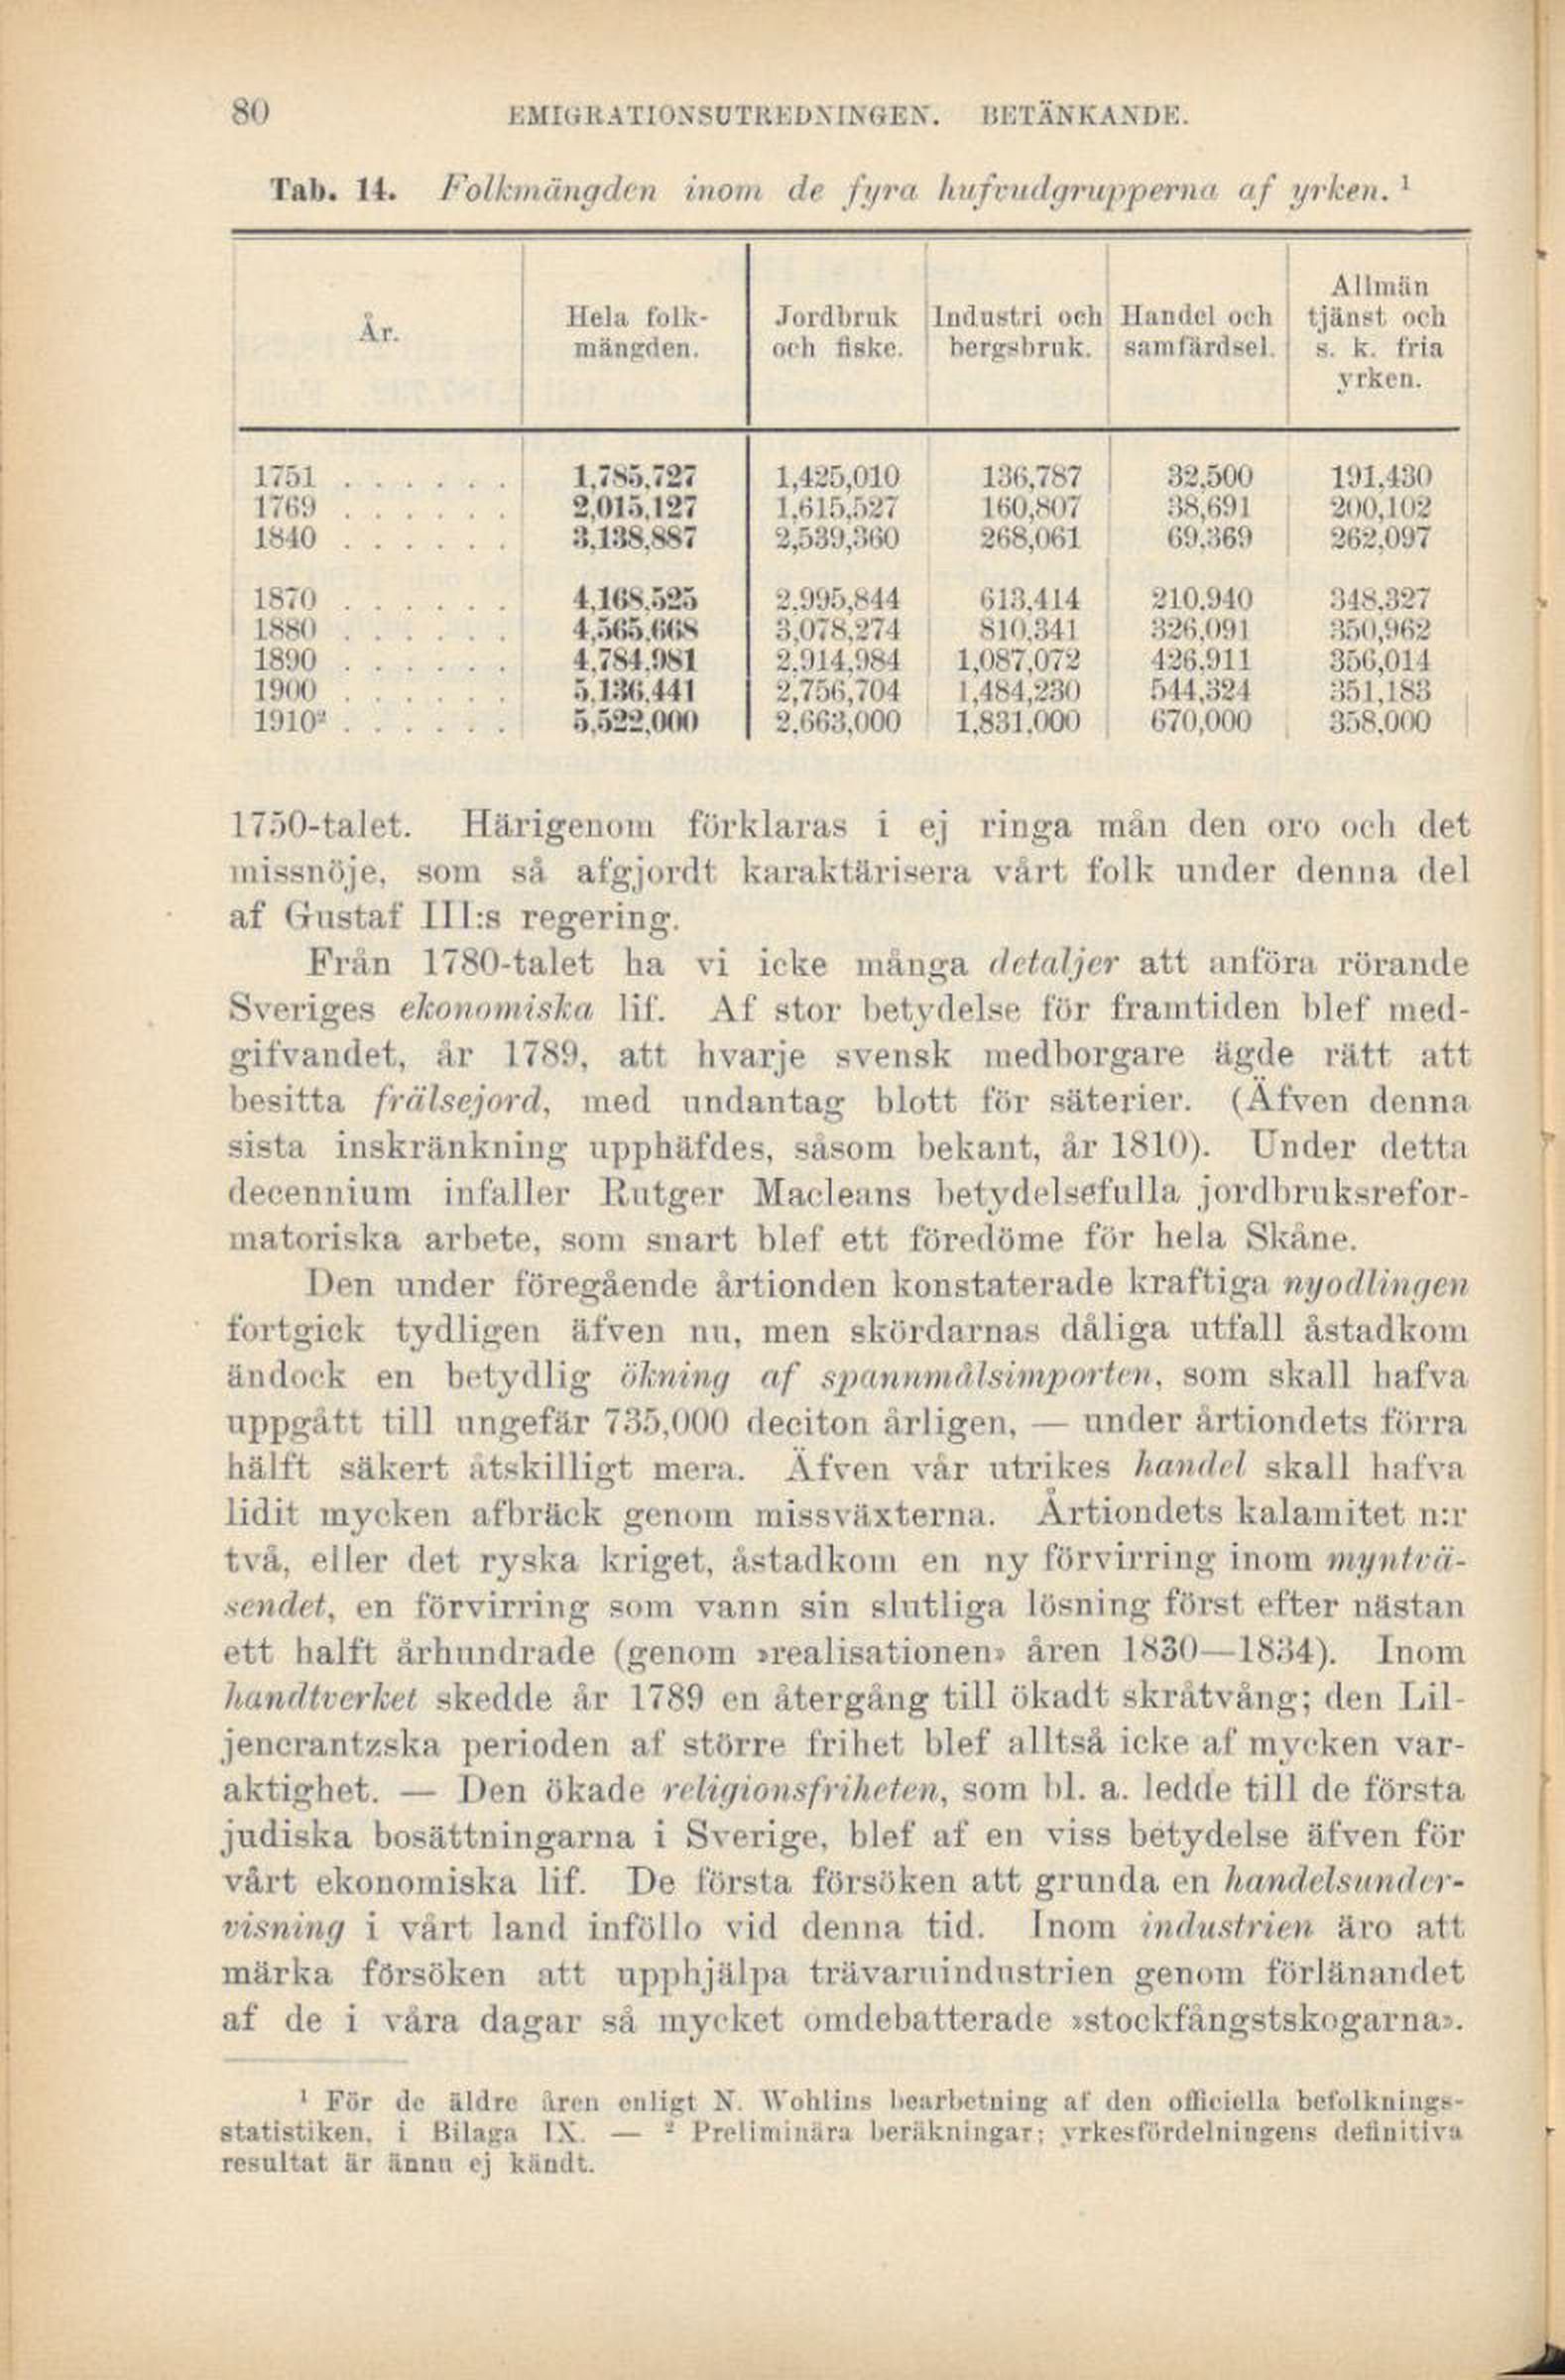 80 EMIGRATIONSUTREDNINGEN. BETÄNKANDE.
Tab. 14. Folkmängden inom de fyra hufvudgrupperna af yrken. ¹
År. Hela folk- mängden. Jordbruk och fiske. Industri och bergsbruk. Handel och samfärdsel. Allmän tjänst och s. k. fria yrken.
1751 . . . . . . 1,785,727 1,425,010 136,787 32,500 191,430
1769 . . . . . . 2,015,127 1,615,527 160,807 38,691 200,102
1840 . . . . . . 3,138,887 2,539,360 268,061 69,369 262,097
1870 . . . . . . 4,168,525 2,995,844 613,414 210,940 348,327
1880 . . . . . . 4,565,668 3,078,274 810,341 326,091 350,962
1890 . . . . . . 4,784,981 2,914,984 1,087,072 426,911 356,014
1900 . . . . . . 5,136,441 2,756,704 1,484,230 544,324 351,183
1910² . . . . . . 5,522,000 2,663,000 1,831,000 670,000 358,000
1750-talet. Härigenom förklaras i ej ringa mån den oro och det
missnöje, som så afgjordt karaktärisera vårt folk under denna del
af Gustaf III:s regering.
Från 1780-talet ha vi icke många detaljer att anföra rörande
Sveriges ekonomiska lif. Af stor betydelse för framtiden blef med-
gifvandet, år 1789, att hvarje svensk medborgare ägde rätt att
besitta frälsejord, med undantag blott för säterier. (Äfven denna
sista inskränkning upphäfdes, såsom bekant, år 1810). Under detta
decennium infaller Rutger Macleans betydelsefulla jordbruksrefor-
matoriska arbete, som snart blef ett föredöme för hela Skåne.
Den under föregående årtionden konstaterade kraftiga nyodlingen
fortgick tydligen äfven nu, men skördarnas dåliga utfall åstadkom
ändock en betydlig ökning af spannmålsimporten, som skall hafva
uppgått till ungefär 735,000 deciton årligen, — under årtiondets förra
hälft säkert åtskilligt mera. Äfven vår utrikes handel skall hafva
lidit mycken afbräck genom missväxterna. Årtiondets kalamitet n:r
två, eller det ryska kriget, åstadkom en ny förvirring inom myntvä-
sendet, en förvirring som vann sin slutliga lösning först efter nästan
ett halft århundrade (genom »realisationen» åren 1830—1834). Inom
handtverket skedde år 1789 en återgång till ökadt skråtvång; den Lil-
jencrantzska perioden af större frihet blef alltså icke af mycken var-
aktighet. — Den ökade religionsfriheten, som bl. a. ledde till de första
judiska bosättningarna i Sverige, blef af en viss betydelse äfven för
vårt ekonomiska lif. De första försöken att grunda en handelsunder-
visning i vårt land inföllo vid denna tid. Inom industrien äro att
märka försöken att upphjälpa trävaruindustrien genom förlänandet
af de i våra dagar så mycket omdebatterade »stockfångstskogarna».
¹ För de äldre åren enligt N. Wohlins bearbetning af den officiella befolknings-
statistiken, i Bilaga IX. — ² Preliminära beräkningar; yrkesfördelningens definitiva
resultat är ännu ej kändt.